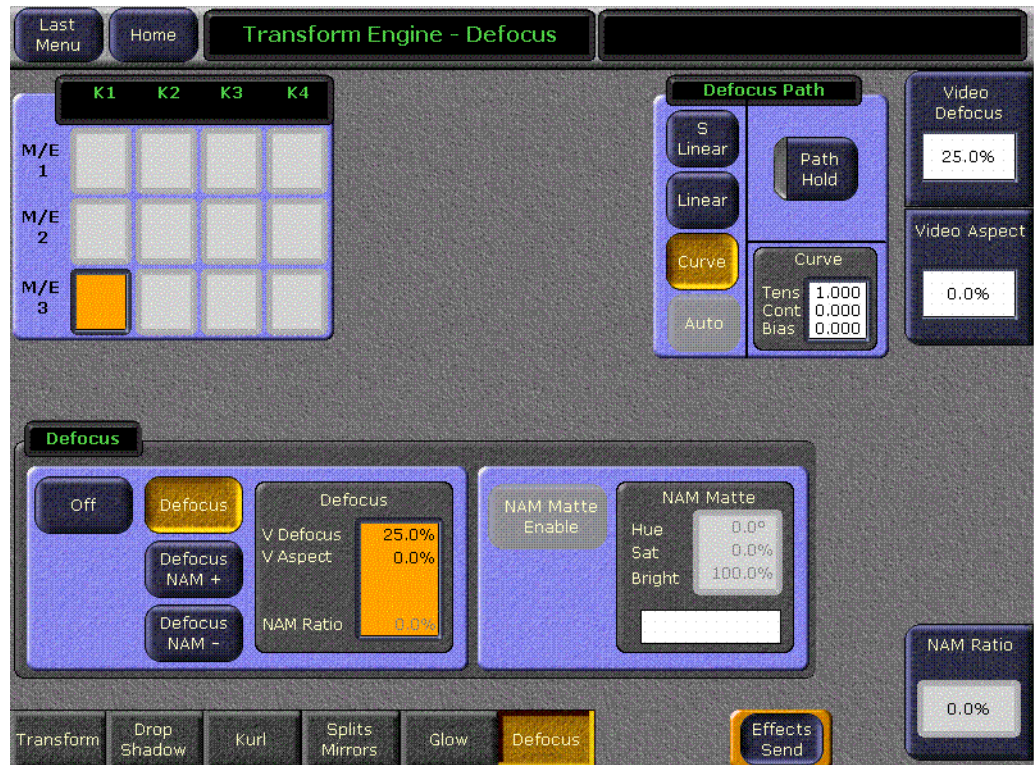 Last
Menu
Home
Transform Engine - Defocus
K1 K2 K3 K4
M/E
1
M/E
2
M/E
3
Defocus Path
S
Linear
Linear
Curve
Auto
Path
Hold
Curve
Tens 1.000
Cont 0.000
Bias 0.000
Video
Defocus
25.0%
Video Aspect
0.0%
Defocus
Off
Defocus
Defocus
NAM +
Defocus
NAM -
Defocus
V Defocus 25.0%
V Aspect 0.0%
NAM Ratio 0.0%
NAM Matte
Enable
NAM Matte
Hue 0.0°
Sat 0.0%
Bright 100.0%
NAM Ratio
0.0%
Transform
Drop
Shadow
Kurl
Splits
Mirrors
Glow
Defocus
Effects
Send